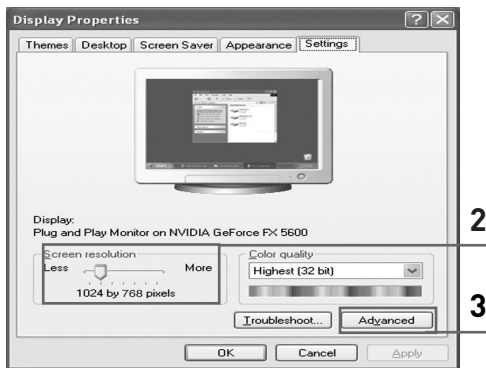 Display Properties
Themes Desktop Screen Saver Appearance Settings
Display:
Plug and Play Monitor on NVIDIA GeForce FX 5600
Screen resolution
Less More
1024 by 768 pixels
Color quality
Highest (32 bit)
2
Troubleshoot... Advanced
3
OK Cancel Apply